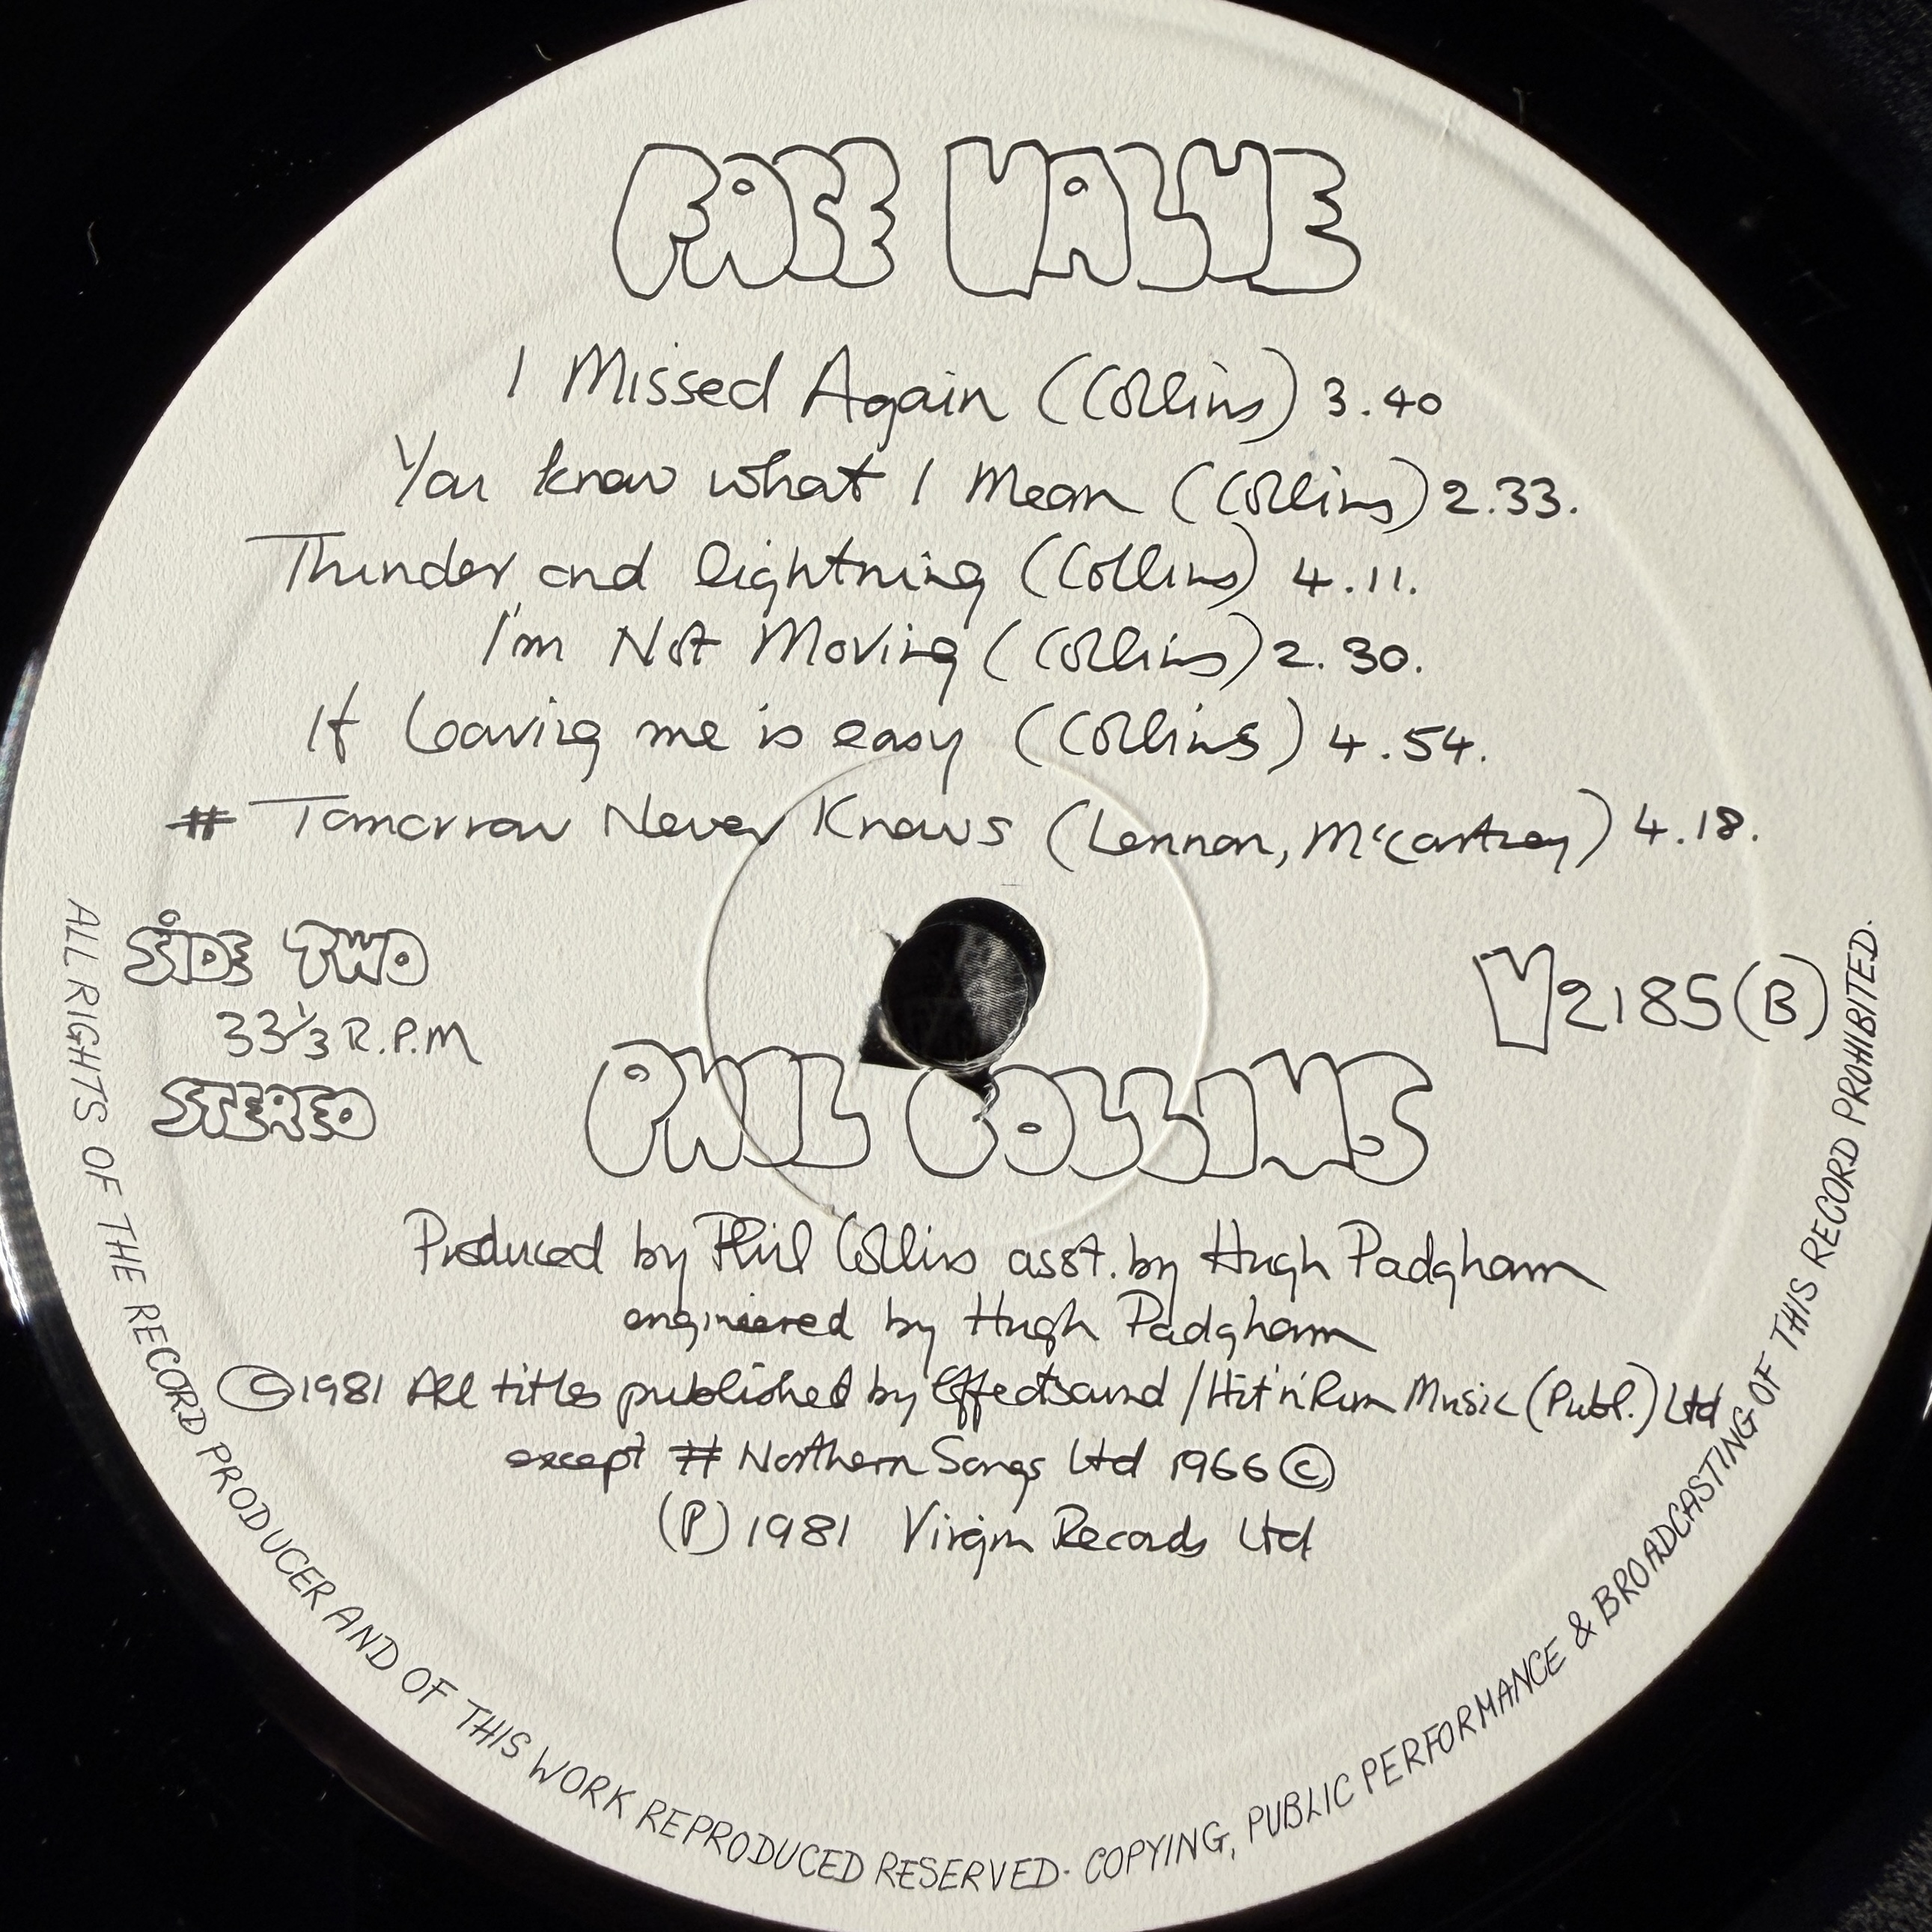 FACE VALUE
I Missed Again (Collins) 3.40
You know what I Mean (Collins) 2.33.
Thunder and lightning (Collins) 4.11.
I'm Not Moving (Collins) 2.30.
If Leaving me is easy (Collins) 4.54.
# Tomorrow Never Knows (Lennon, McCartney) 4.18.
SIDE TWO
33⅓ R.P.M
STEREO
V2185(B)
PHIL COLLINS
Produced by Phil Collins asst. by Hugh Padgham
engineered by Hugh Padgham
©1981 All titles published by Effectsound / Hit 'n' Run Music (Publ.) Ltd
except # Northern Songs Ltd 1966 ©
(P) 1981 Virgin Records Ltd
ALL RIGHTS OF THE RECORD PRODUCER AND OF THIS WORK REPRODUCED RESERVED· COPYING, PUBLIC PERFORMANCE & BROADCASTING OF THIS RECORD PROHIBITED.